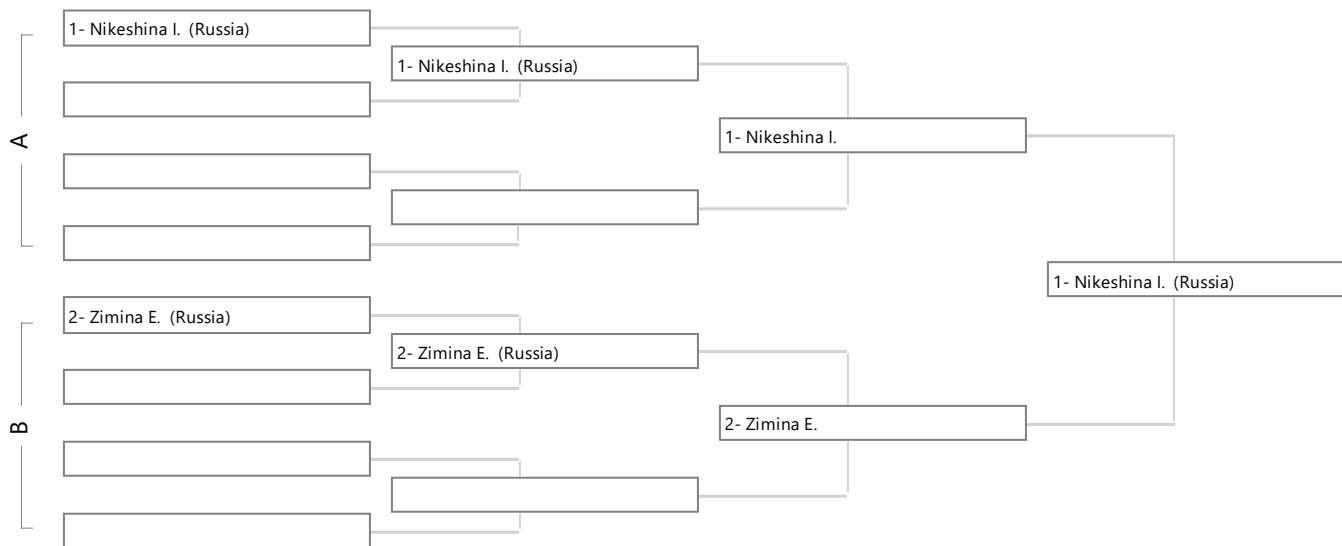 1- Nikeshina I. (Russia)
1- Nikeshina I. (Russia)
A
1- Nikeshina I.
1- Nikeshina I. (Russia)
2- Zimina E. (Russia)
2- Zimina E. (Russia)
B
2- Zimina E.